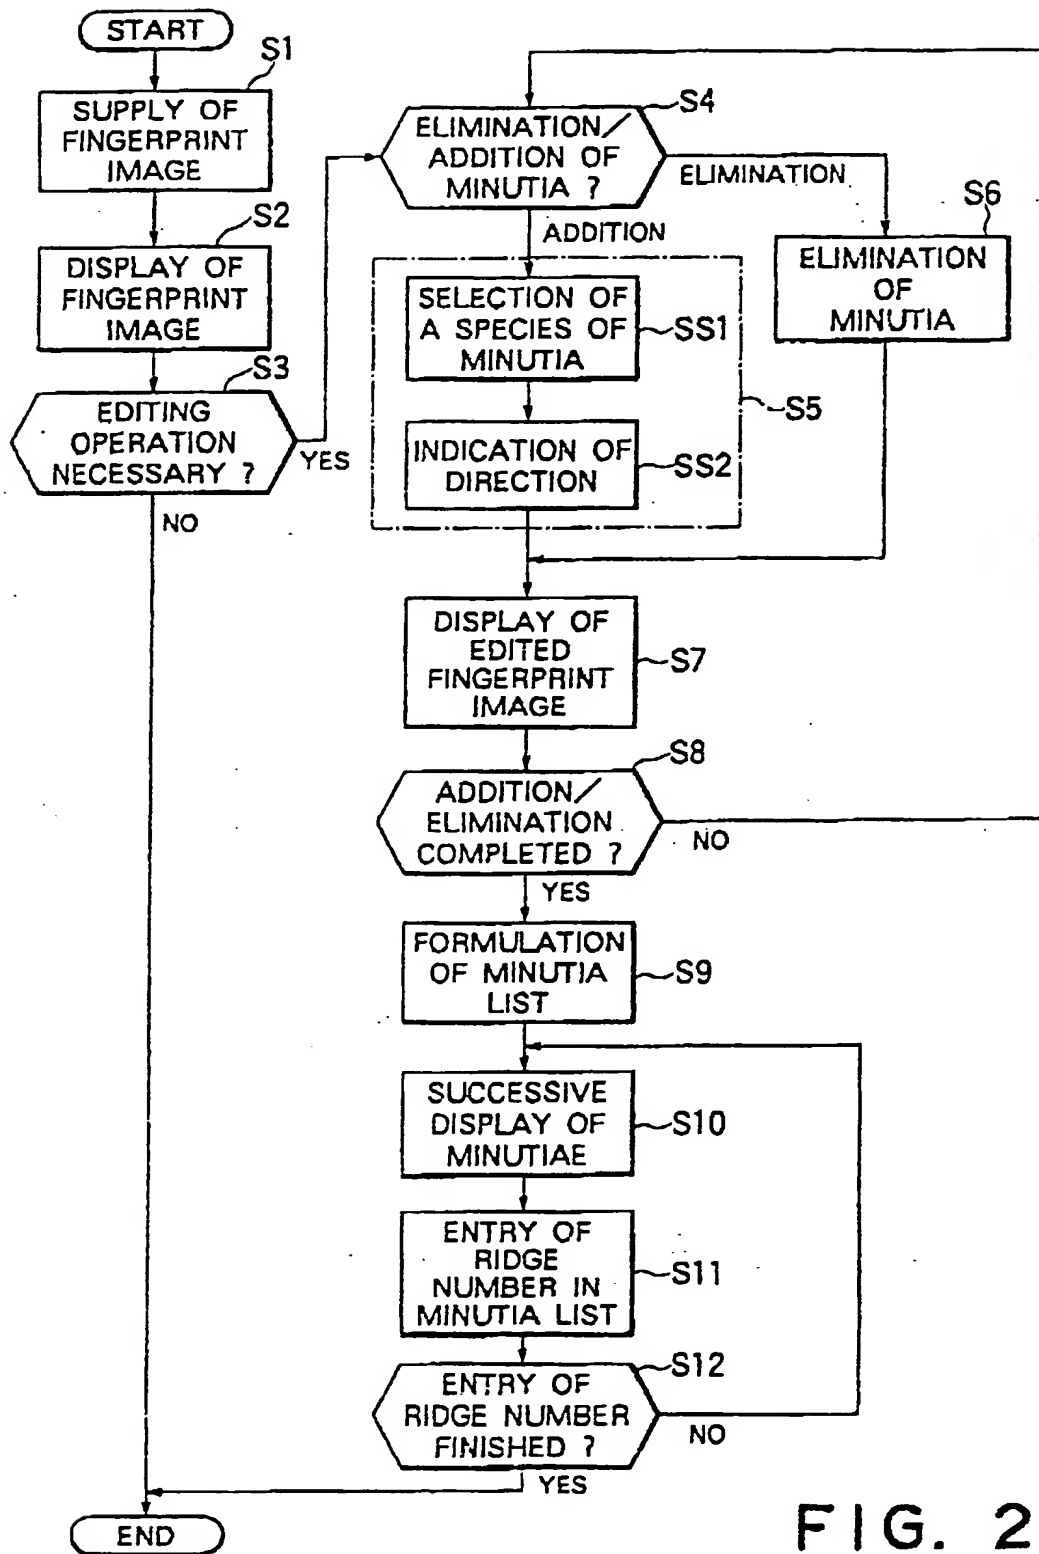 START
S1
SUPPLY OF
FINGERPRINT
IMAGE
S2
DISPLAY OF
FINGERPRINT
IMAGE
S3
EDITING
OPERATION
NECESSARY ?
YES
NO
S4
ELIMINATION/
ADDITION OF
MINUTIA ?
ELIMINATION
ADDITION
S6
ELIMINATION
OF
MINUTIA
SELECTION OF
A SPECIES OF
MINUTIA
SS1
S5
INDICATION OF
DIRECTION
SS2
DISPLAY OF
EDITED
FINGERPRINT
IMAGE
S7
S8
ADDITION/
ELIMINATION
COMPLETED ?
NO
YES
FORMULATION
OF MINUTIA
LIST
S9
SUCCESSIVE
DISPLAY OF
MINUTIAE
S10
ENTRY OF
RIDGE
NUMBER IN
MINUTIA LIST
S11
S12
ENTRY OF
RIDGE NUMBER
FINISHED ?
NO
YES
END
FIG. 2